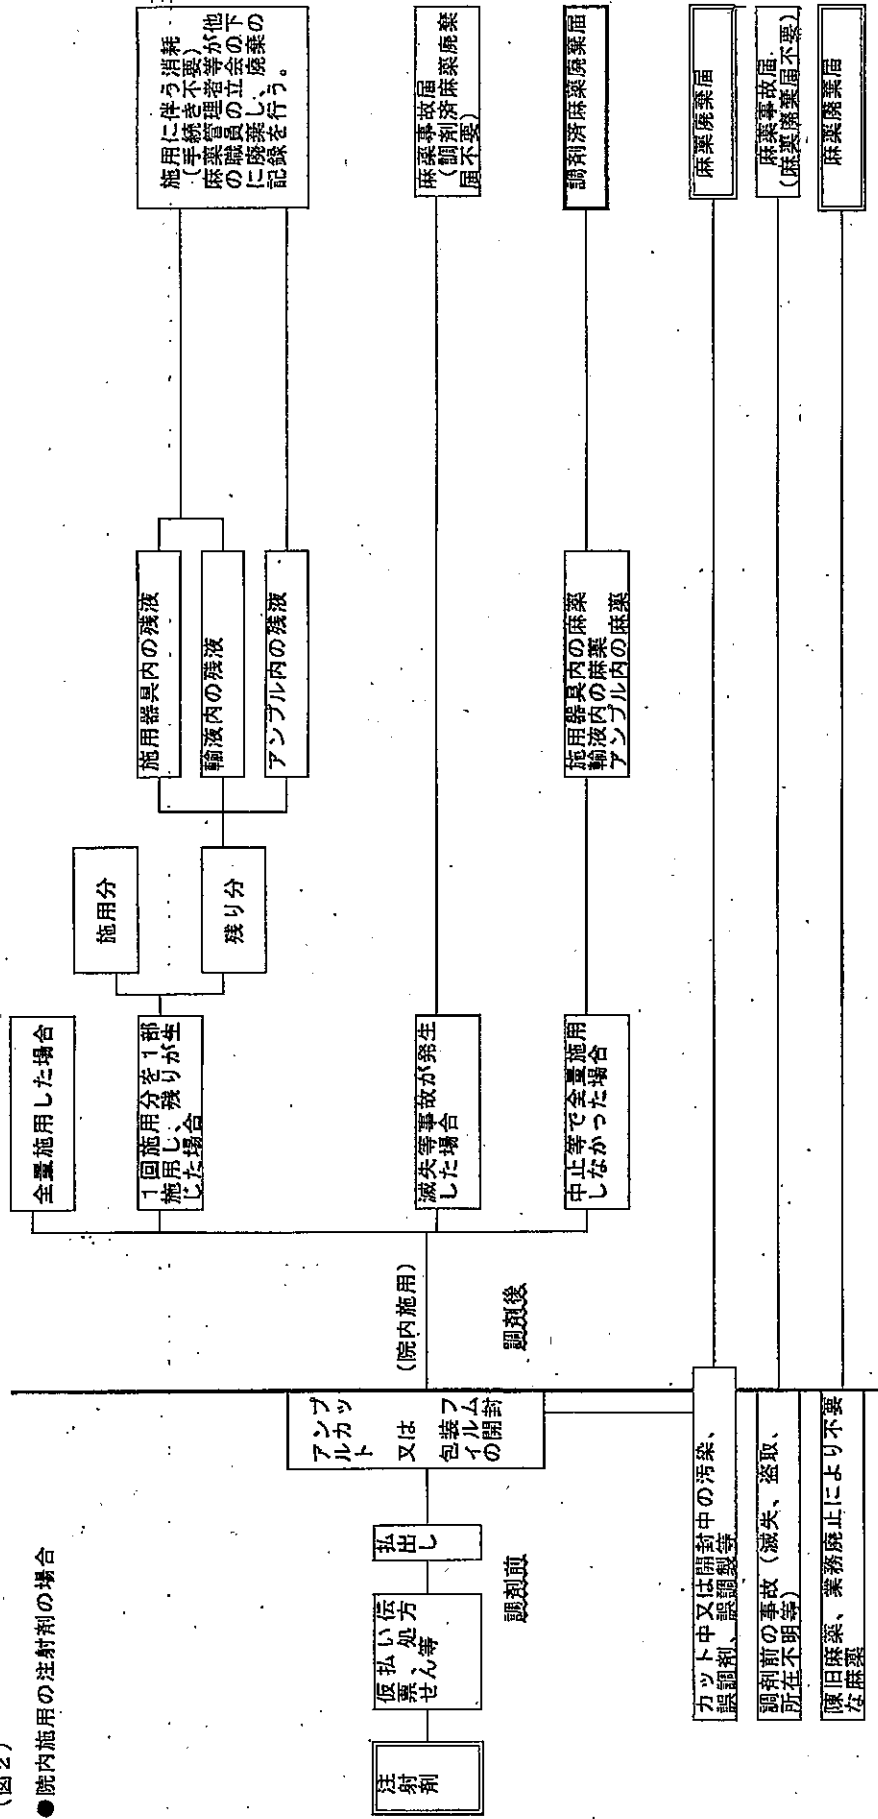 (図2)
●院内施用の注射剤の場合
注射
剤
仮払い伝
票、処方
せん等
払出
し
調剤前
アンプ
ルカッ
ト
又は
包装フ
ィルム
の開封
(院内施用)
調剤後
全量施用した場合
1回施用分を1部
施用し、残りが生
じた場合
施用分
残り分
施用器具内の残液
輸液内の残液
アンプル内の残液
施用に伴う消耗
(手続き不要)
麻薬管理者等が他
の職員の立会の下
に廃棄し、廃棄の
記録を行う。
滅失等事故が発生
した場合
麻薬事故届
(調剤済麻薬廃棄
届不要)
中止等で全量施用
しなかった場合
施用器具内の麻薬
輸液内の麻薬
アンプル内の麻薬
調剤済麻薬廃棄届
カット中又は開封中の汚染、
誤調剤、誤調製等
麻薬廃棄届
調剤前の事故(滅失、盗取、
所在不明等)
麻薬事故届
(麻薬廃棄届不要)
陳旧麻薬、業務廃止により不要
な麻薬
麻薬廃棄届